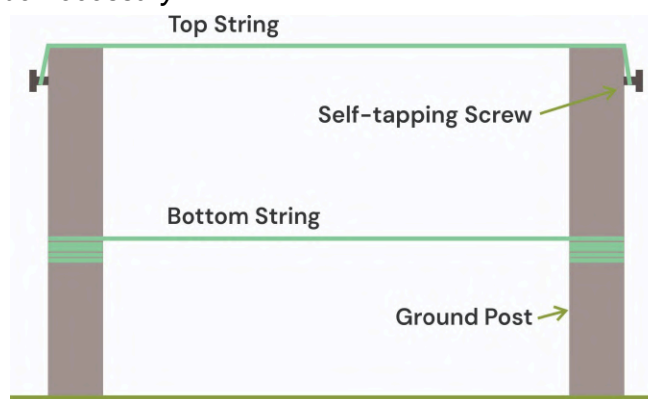 Top String
Self-tapping Screw
Bottom String
Ground Post